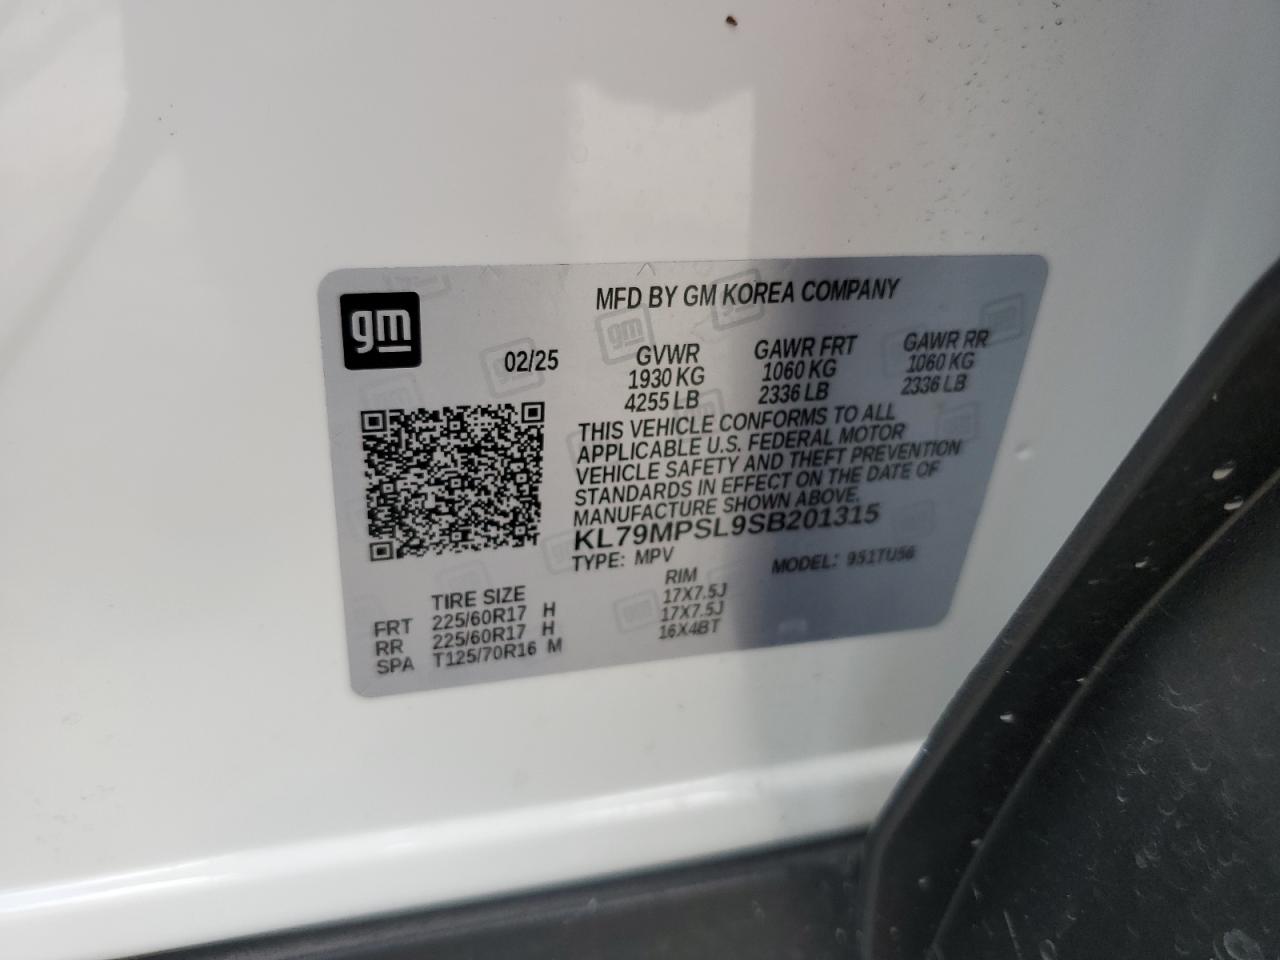 gm
MFD BY GM KOREA COMPANY
02/25
GVWR GAWR FRT GAWR RR
1930 KG 1060 KG 1060 KG
4255 LB 2336 LB 2336 LB
THIS VEHICLE CONFORMS TO ALL
APPLICABLE U.S. FEDERAL MOTOR
VEHICLE SAFETY AND THEFT PREVENTION
STANDARDS IN EFFECT ON THE DATE OF
MANUFACTURE SHOWN ABOVE.
KL79MPSL9SB201315
TYPE: MPV MODEL: 951TU56
TIRE SIZE RIM
FRT 225/60R17 H 17X7.5J
RR 225/60R17 H 17X7.5J
SPA T125/70R16 M 16X4BT